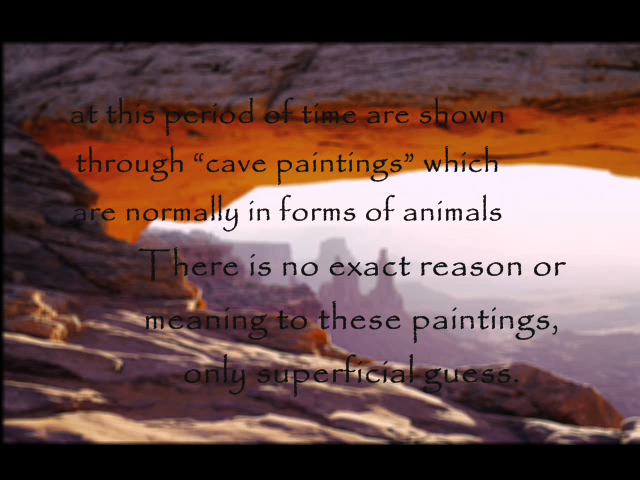 at this period of time are shown
through “cave paintings” which
are normally in forms of animals
There is no exact reason or
meaning to these paintings,
only superficial guess.